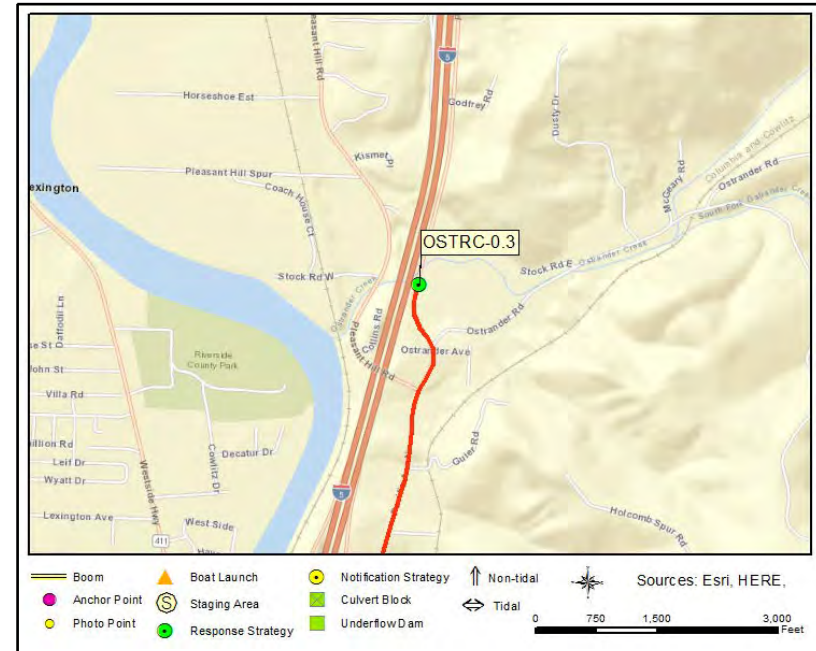 Pleasant Hill Rd
5
Horseshoe Est
Godfrey Rd
Dusty Dr
Kismet Pl
Columbia and Cowlitz
McGeary Rd
Ostrander Rd
Pleasant Hill Spur
exington
Coach House Ct
South Fork Ostrander Creek
OSTRC-0.3
Ostrander Creek
Stock Rd E
Stock Rd W
Ostrander Creek
Collins Rd
Ostrander Rd
Daffodil Ln
Pleasant Hill Rd
Ostrander Ave
Riverside
County Park
se St
John St
Villa Rd
Cowlitz Dr
Guier Rd
illion Rd
Decatur Dr
Leif Dr
Wyatt Dr
Westside Hwy
5
Holcomb Spur Rd
Lexington Ave
West Side
411
Boom
Boat Launch
Notification Strategy
Non-tidal
Sources: Esri, HERE,
Anchor Point
S Staging Area
Culvert Block
Tidal
Photo Point
Response Strategy
Underflow Dam
0 750 1,500 3,000
Feet